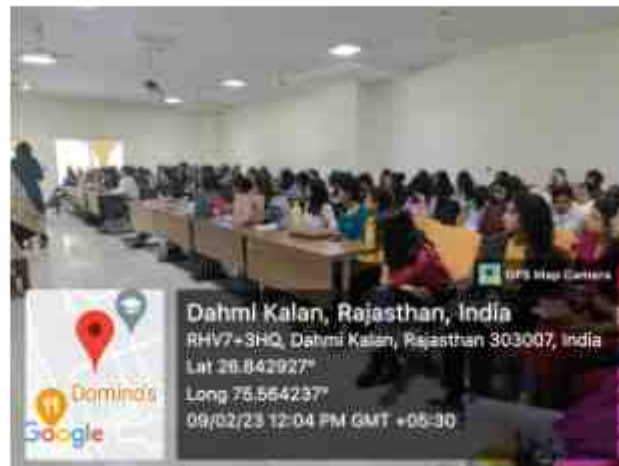 GPS Map Camera
Dahmi Kalan, Rajasthan, India
RHV7+3HQ, Dahmi Kalan, Rajasthan 303007, India
Lat 26.842927°
Long 75.564237°
09/02/23 12:04 PM GMT +05:30
Domino's
Google